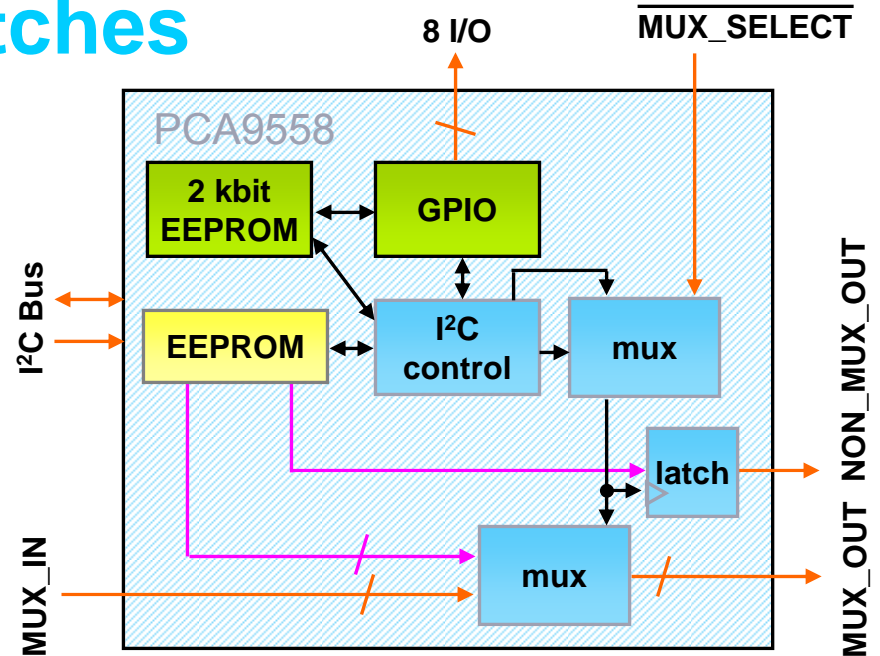 tches
8 I/O
MUX_SELECT
PCA9558
2 kbit
EEPROM
GPIO
I²C Bus
EEPROM
I²C
control
mux
NON_MUX_OUT
latch
MUX_IN
mux
MUX_OUT